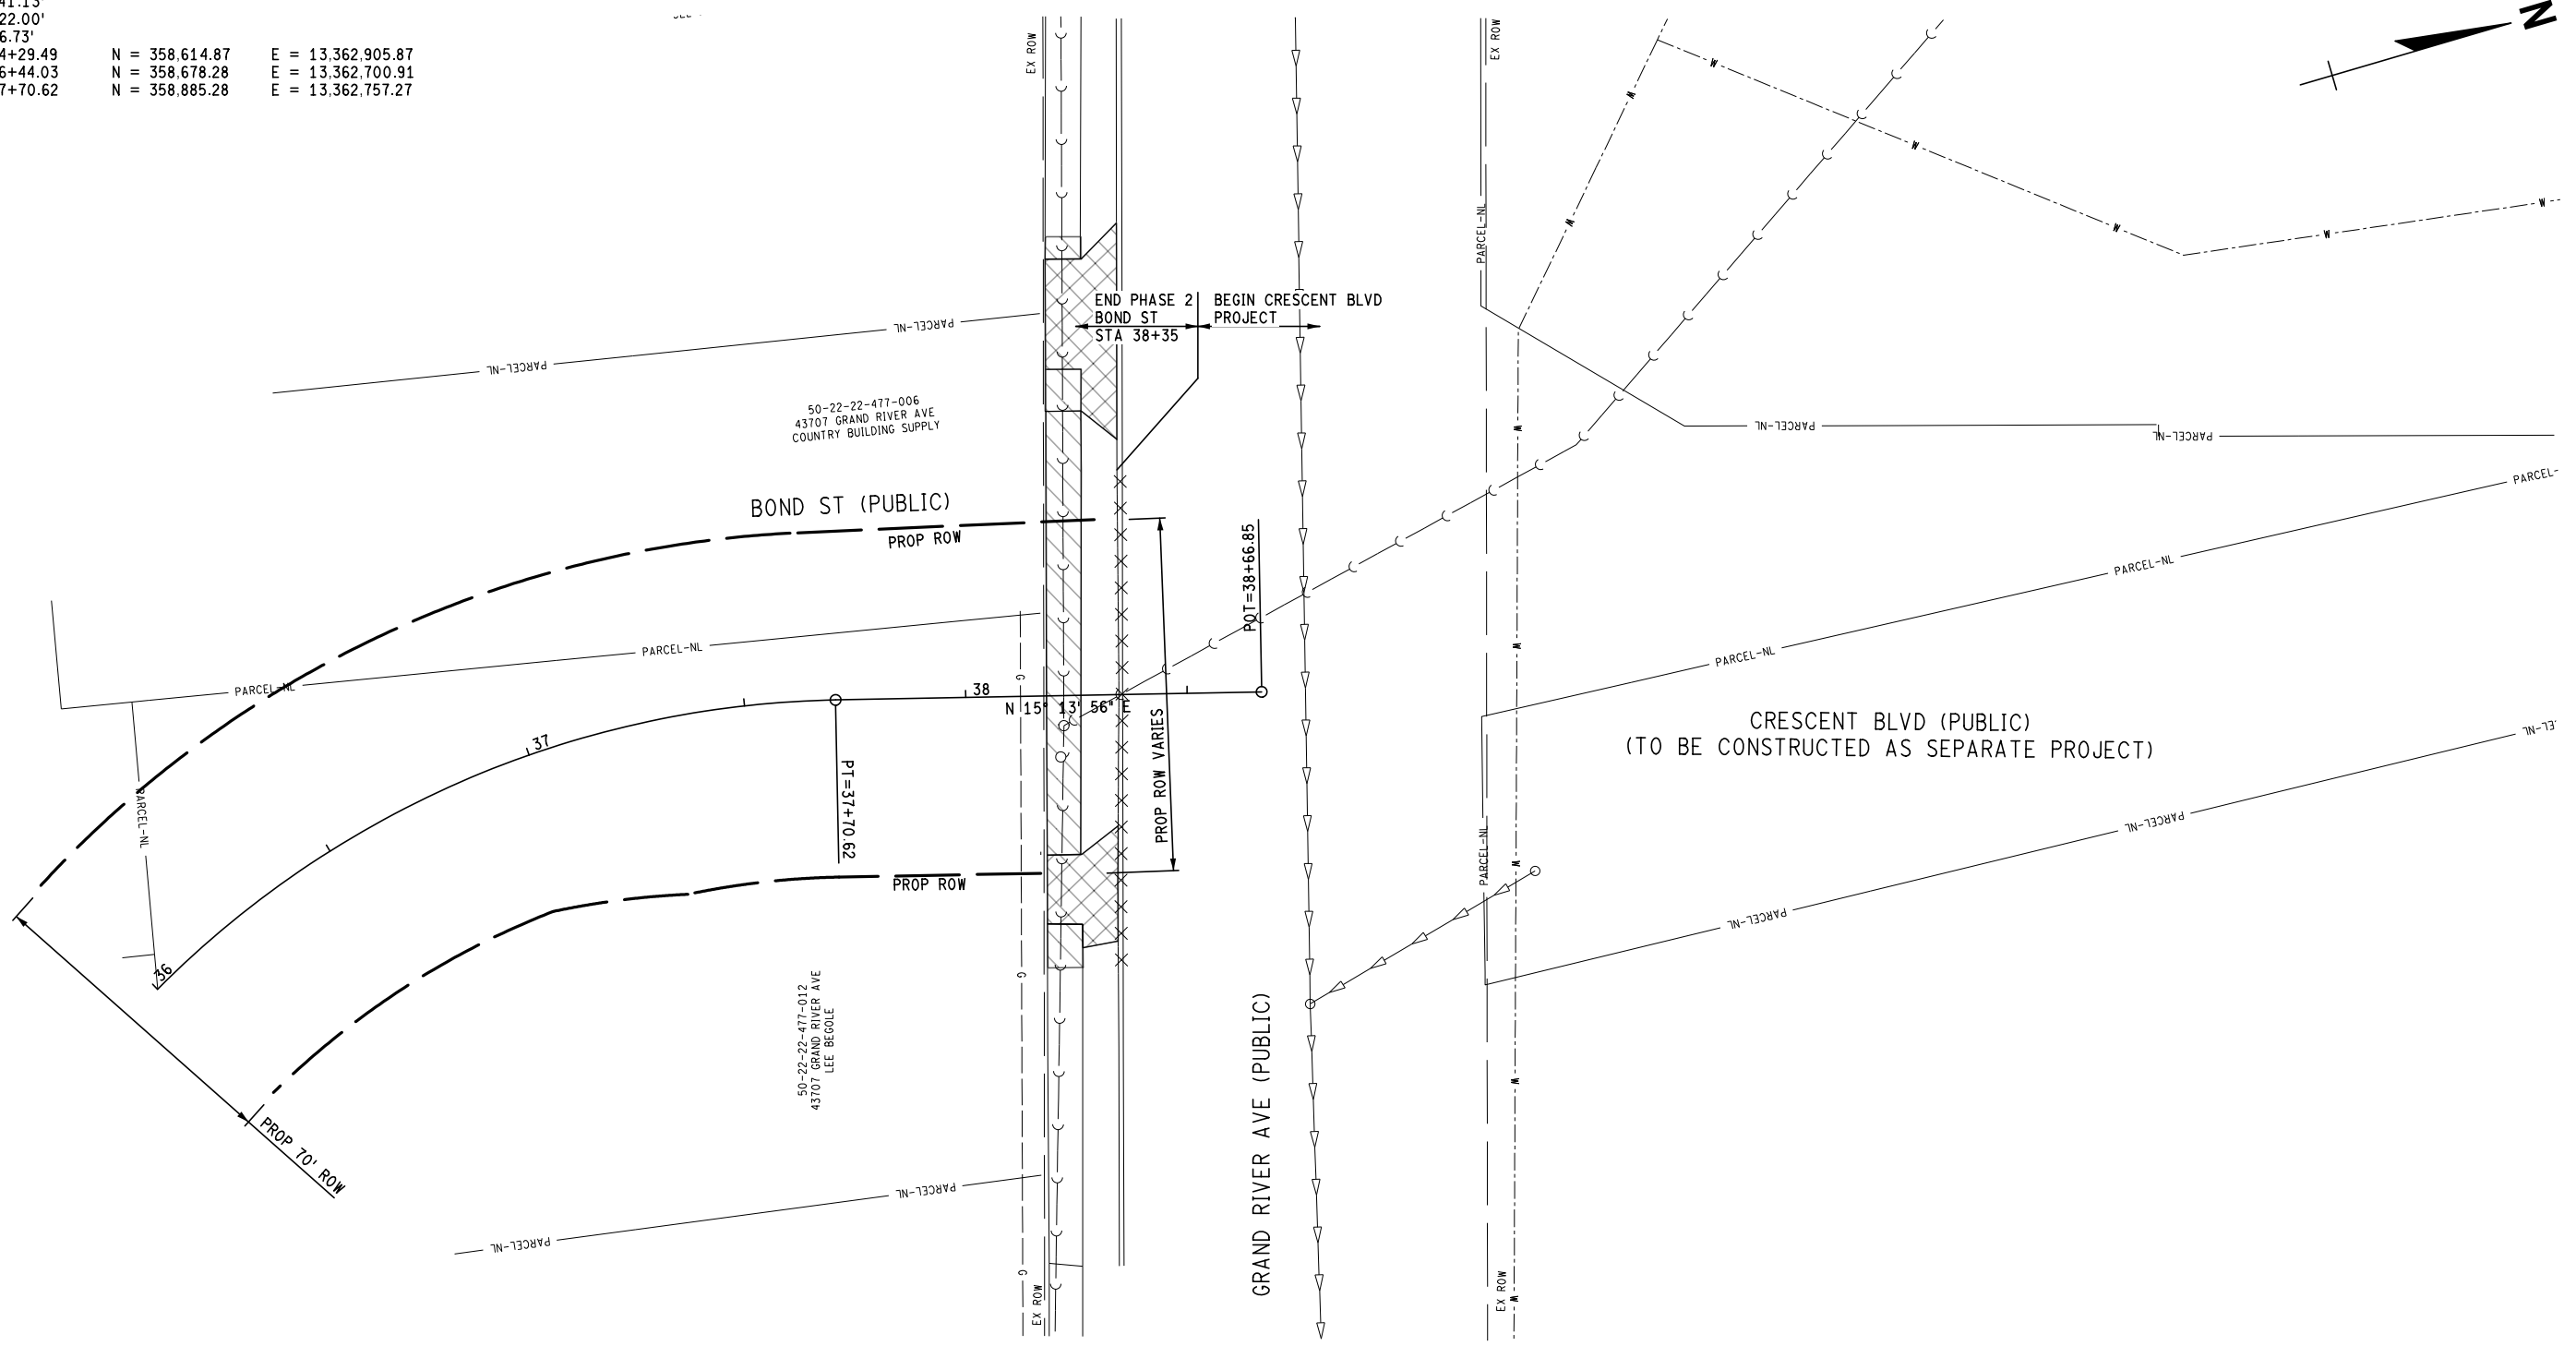 22.00'
6.73'
4+29.49 N = 358,614.87 E = 13,362,905.87
6+44.03 N = 358,678.28 E = 13,362,700.91
7+70.62 N = 358,885.28 E = 13,362,757.27
N
EX ROW
EX ROW
W
W
W
W
W
W
W
PARCEL-NL
END PHASE 2
BOND ST
STA 38+35
BEGIN CRESCENT BLVD
PROJECT
PARCEL-NL
PARCEL-NL
50-22-22-477-006
43707 GRAND RIVER AVE
COUNTRY BUILDING SUPPLY
W
PARCEL-NL
PARCEL-NL
PARCEL-
BOND ST (PUBLIC)
PROP ROW
POT=38+66.85
PARCEL-NL
PARCEL-NL
PARCEL-NL
PARCEL-NL
W
G
38
N 15° 13' 56" E
37
PT=37+70.62
PROP ROW VARIES
CRESCENT BLVD (PUBLIC)
(TO BE CONSTRUCTED AS SEPARATE PROJECT)
EL-NL
PARCEL-NL
PARCEL-NL
PARCEL-NL
W
PROP ROW
PARCEL-NL
36
G
50-22-22-477-012
43707 GRAND RIVER AVE
LEE BEGOLE
GRAND RIVER AVE (PUBLIC)
W
PROP 70' ROW
PARCEL-NL
PARCEL-NL
G
EX ROW
EX ROW
W